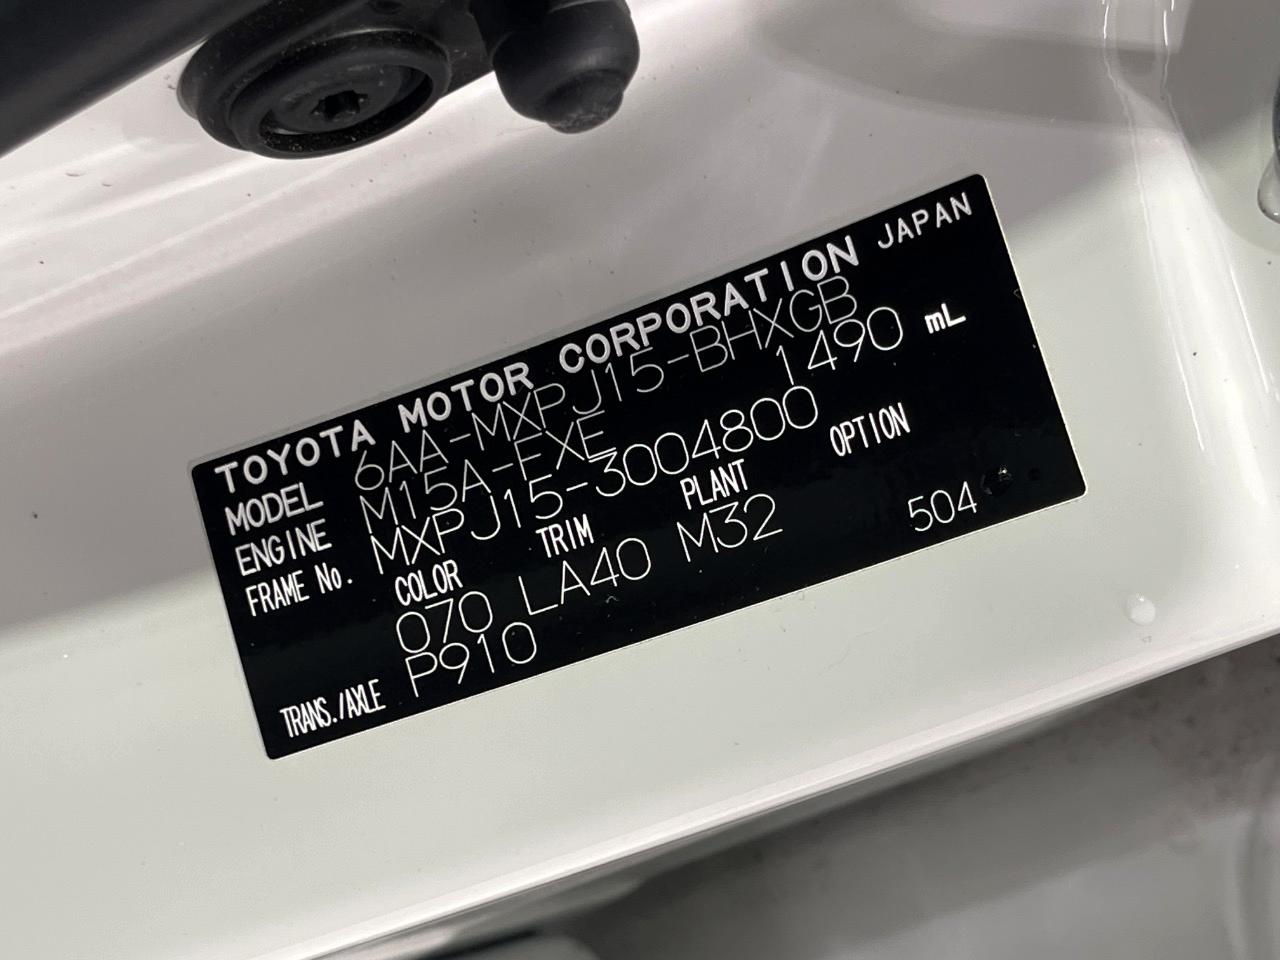 TOYOTA MOTOR CORPORATION JAPAN
MODEL 6AA-MXPJ15-BHXGB
ENGINE M15A-FXE 1490 mL
FRAME No. MXPJ15-3004800
COLOR TRIM PLANT OPTION
070 LA40 M32 504
TRANS./AXLE P910